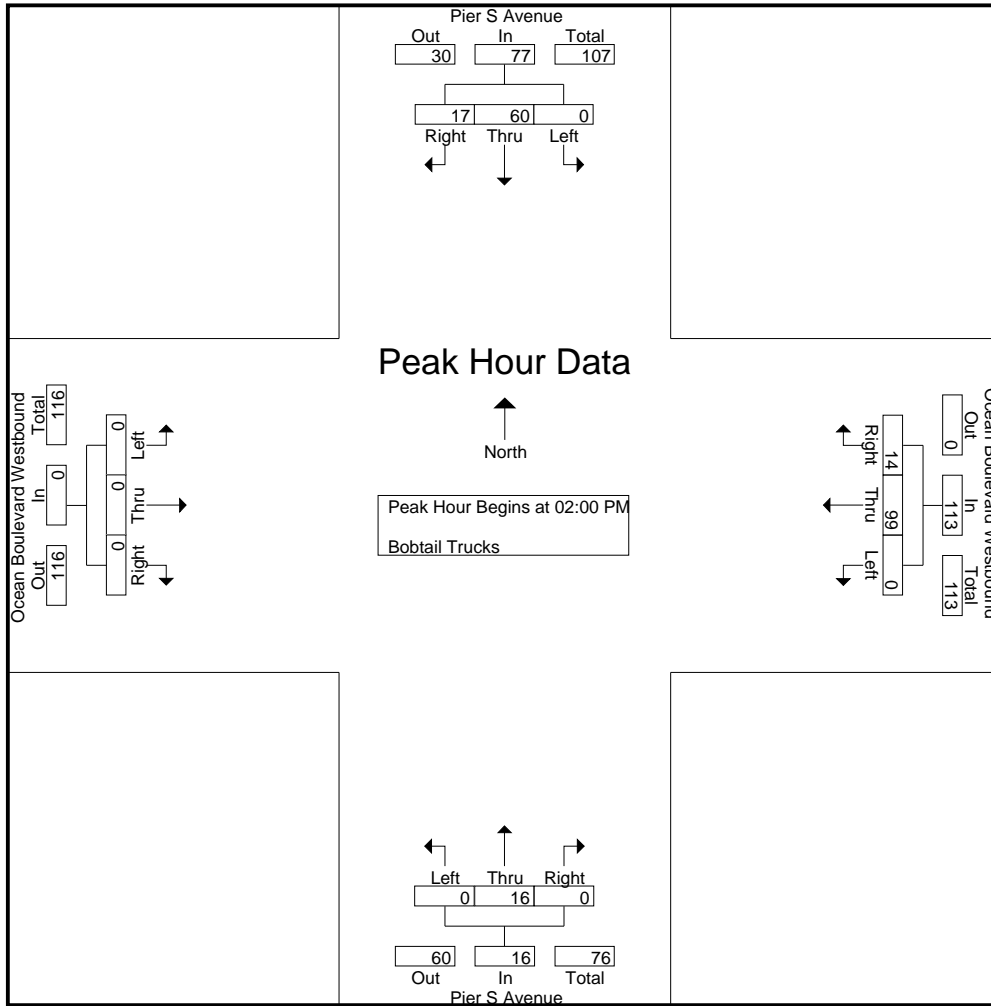 Pier S Avenue
Out In Total
30 77 107
17 60 0
Right Thru Left
Peak Hour Data
North
Peak Hour Begins at 02:00 PM
Bobtail Trucks
Ocean Boulevard Westbound
Total In Out
116 0 116
0 0 0
Left Thru Right
Right Thru Left
14 99 0
0 113 113
Out In Total
Ocean Boulevard Westbound
Left Thru Right
0 16 0
60 16 76
Out In Total
Pier S Avenue